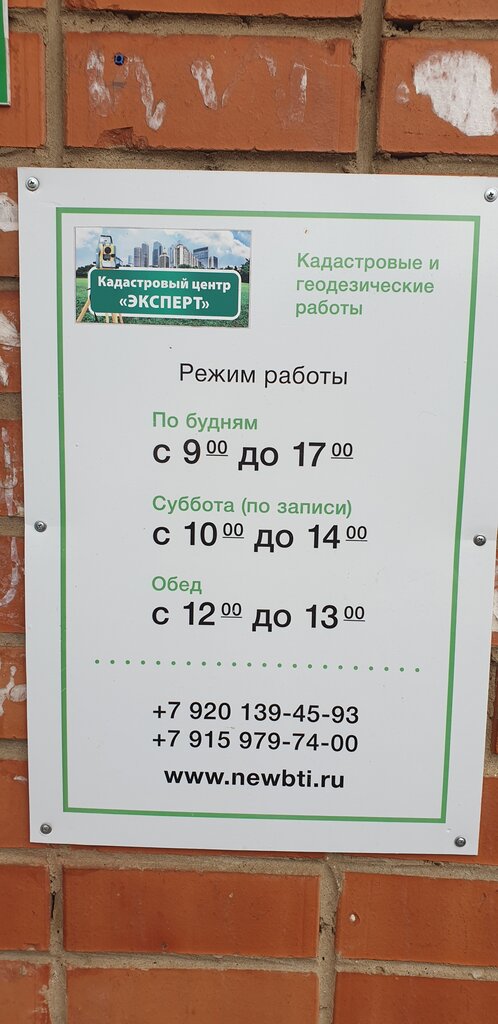 Кадастровый центр
«ЭКСПЕРТ»
Кадастровые и
геодезические
работы
Режим работы
По будням
с 9 00 до 17 00
Суббота (по записи)
с 10 00 до 14 00
Обед
с 12 00 до 13 00
+7 920 139-45-93
+7 915 979-74-00
www.newbti.ru